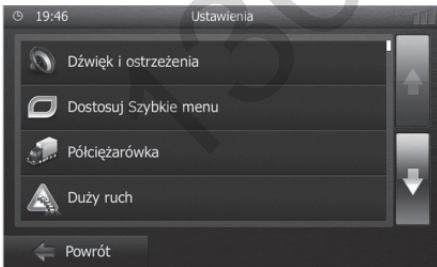 19:46 Ustawienia
Dźwięk i ostrzeżenia
Dostosuj Szybkie menu
Półciężarówka
Duży ruch
Powrót